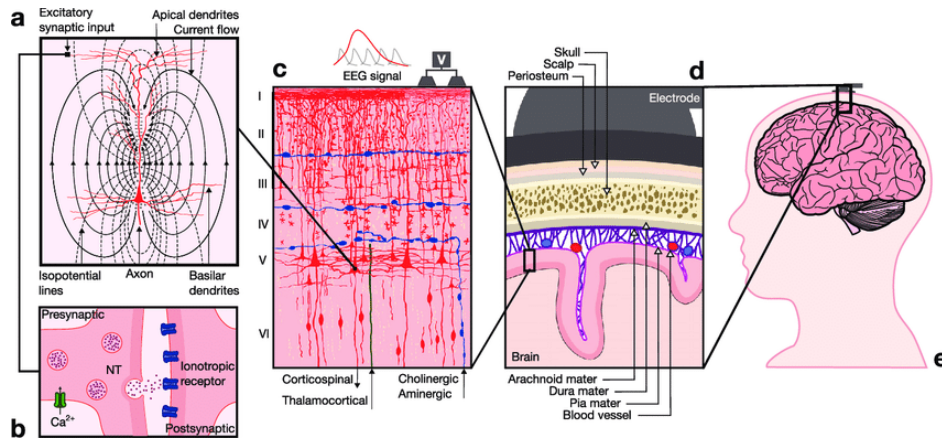 a
Excitatory
synaptic input
Apical dendrites
Current flow
Isopotential
lines
Axon
Basilar
dendrites
Presynaptic
NT
Ionotropic
receptor
Ca2+
Postsynaptic
b
c
EEG signal
V
I
II
III
IV
V
VI
Corticospinal
Thalamocortical
Cholinergic
Aminergic
Skull
Scalp
Periosteum
d
Electrode
Brain
Arachnoid mater
Dura mater
Pia mater
Blood vessel
e